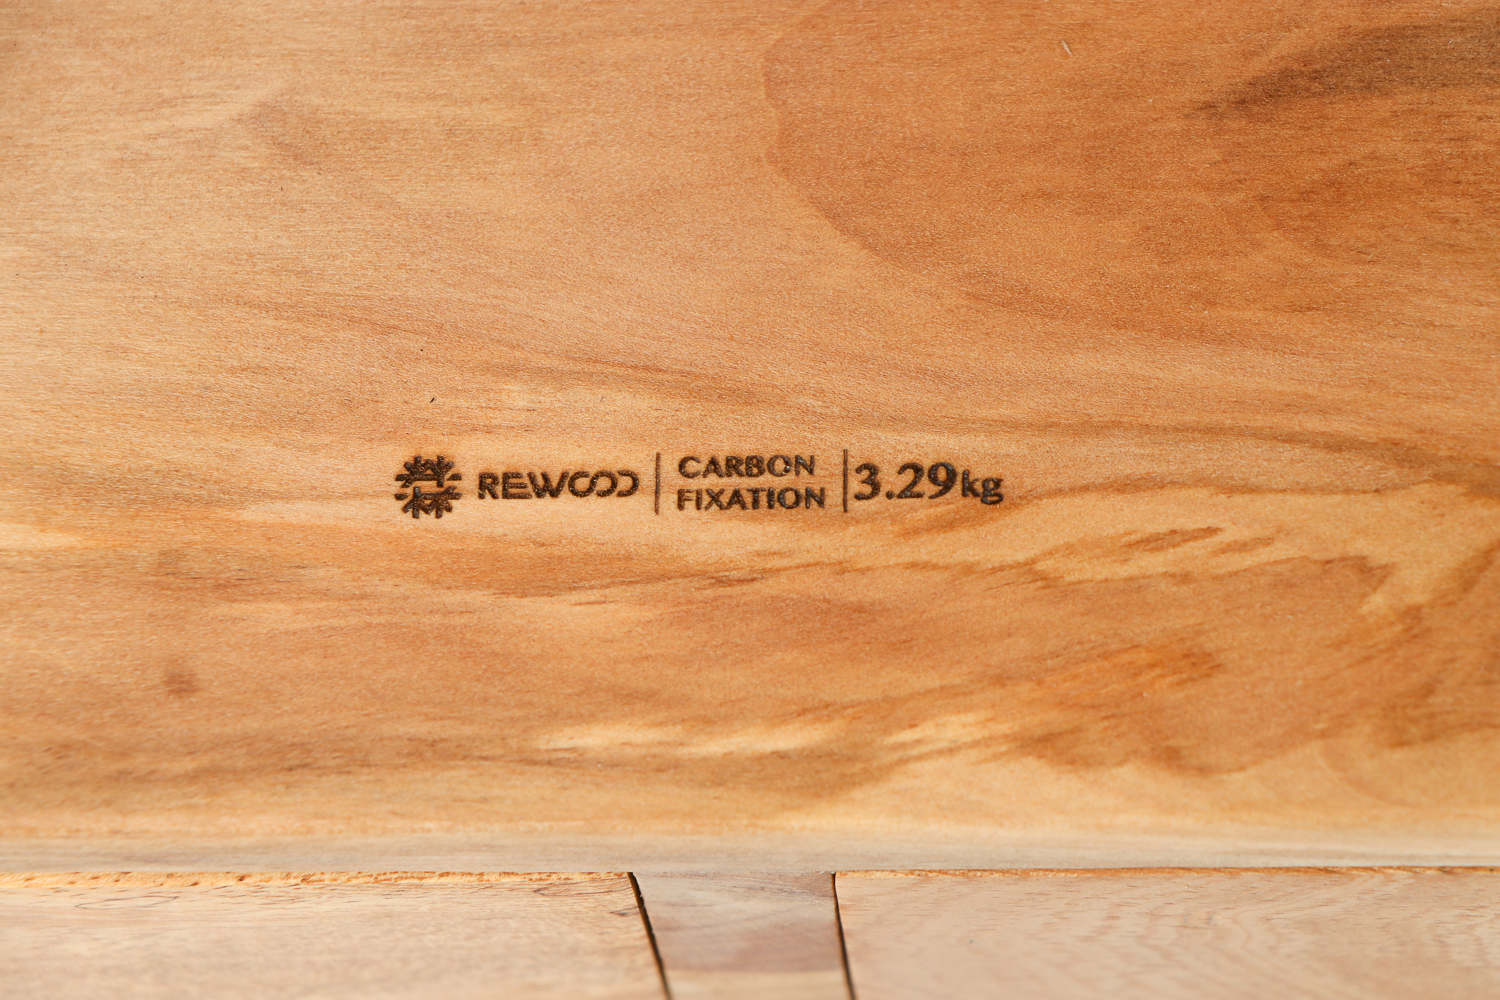 REWOOD
CARBON
FIXATION
3.29kg